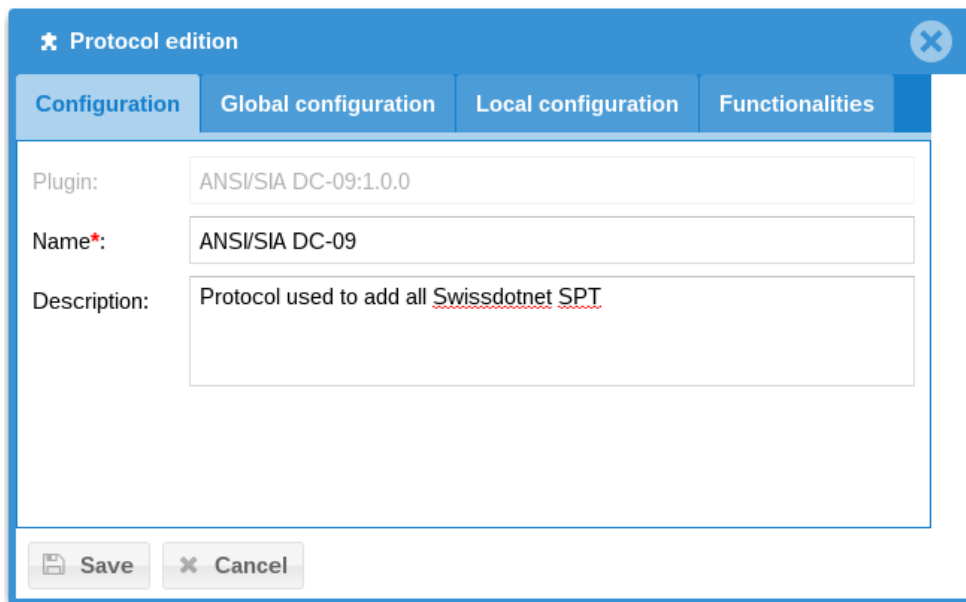 Protocol edition
Configuration Global configuration Local configuration Functionalities
Plugin: ANSI/SIA DC-09:1.0.0
Name*: ANSI/SIA DC-09
Description: Protocol used to add all Swissdotnet SPT
Save Cancel